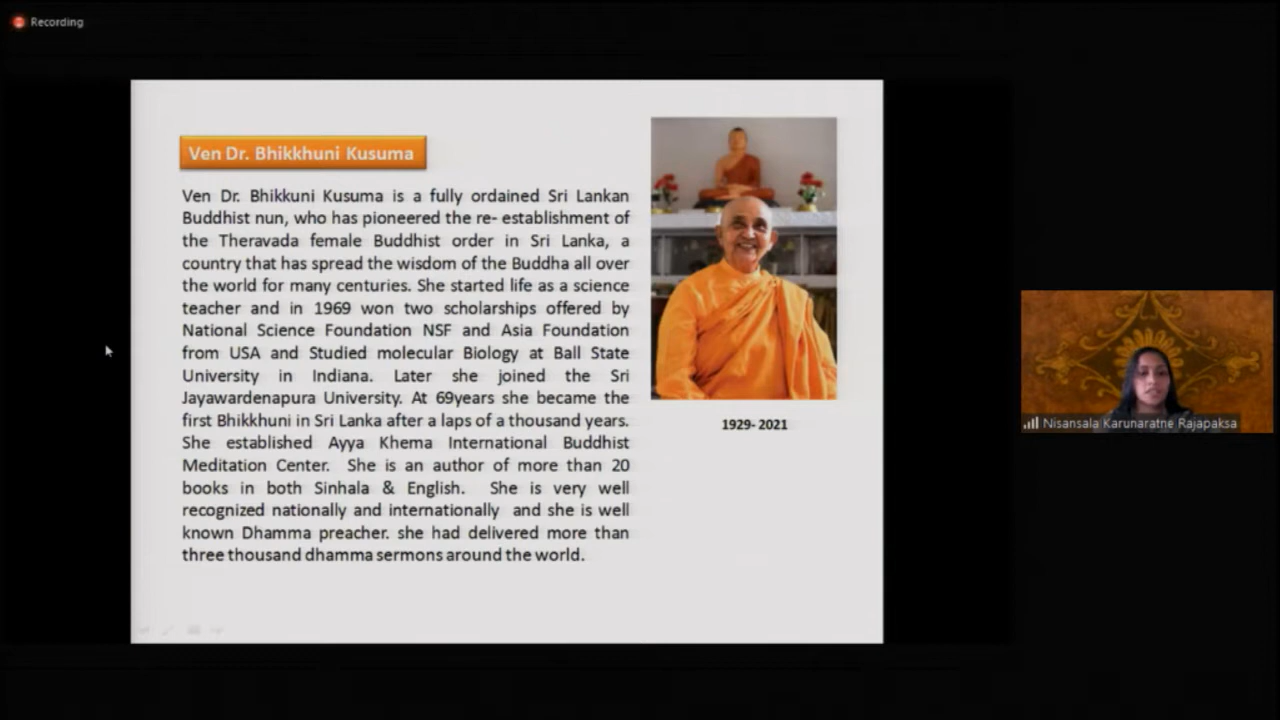 Recording
Ven Dr. Bhikkhuni Kusuma
Ven Dr. Bhikkuni Kusuma is a fully ordained Sri Lankan
Buddhist nun, who has pioneered the re- establishment of
the Theravada female Buddhist order in Sri Lanka, a
country that has spread the wisdom of the Buddha all over
the world for many centuries. She started life as a science
teacher and in 1969 won two scholarships offered by
National Science Foundation NSF and Asia Foundation
from USA and Studied molecular Biology at Ball State
University in Indiana. Later she joined the Sri
Jayawardenapura University. At 69years she became the
first Bhikkhuni in Sri Lanka after a laps of a thousand years.
She established Ayya Khema International Buddhist
Meditation Center. She is an author of more than 20
books in both Sinhala & English. She is very well
recognized nationally and internationally and she is well
known Dhamma preacher. she had delivered more than
three thousand dhamma sermons around the world.
1929- 2021
Nisansala Karunaratne Rajapaksa